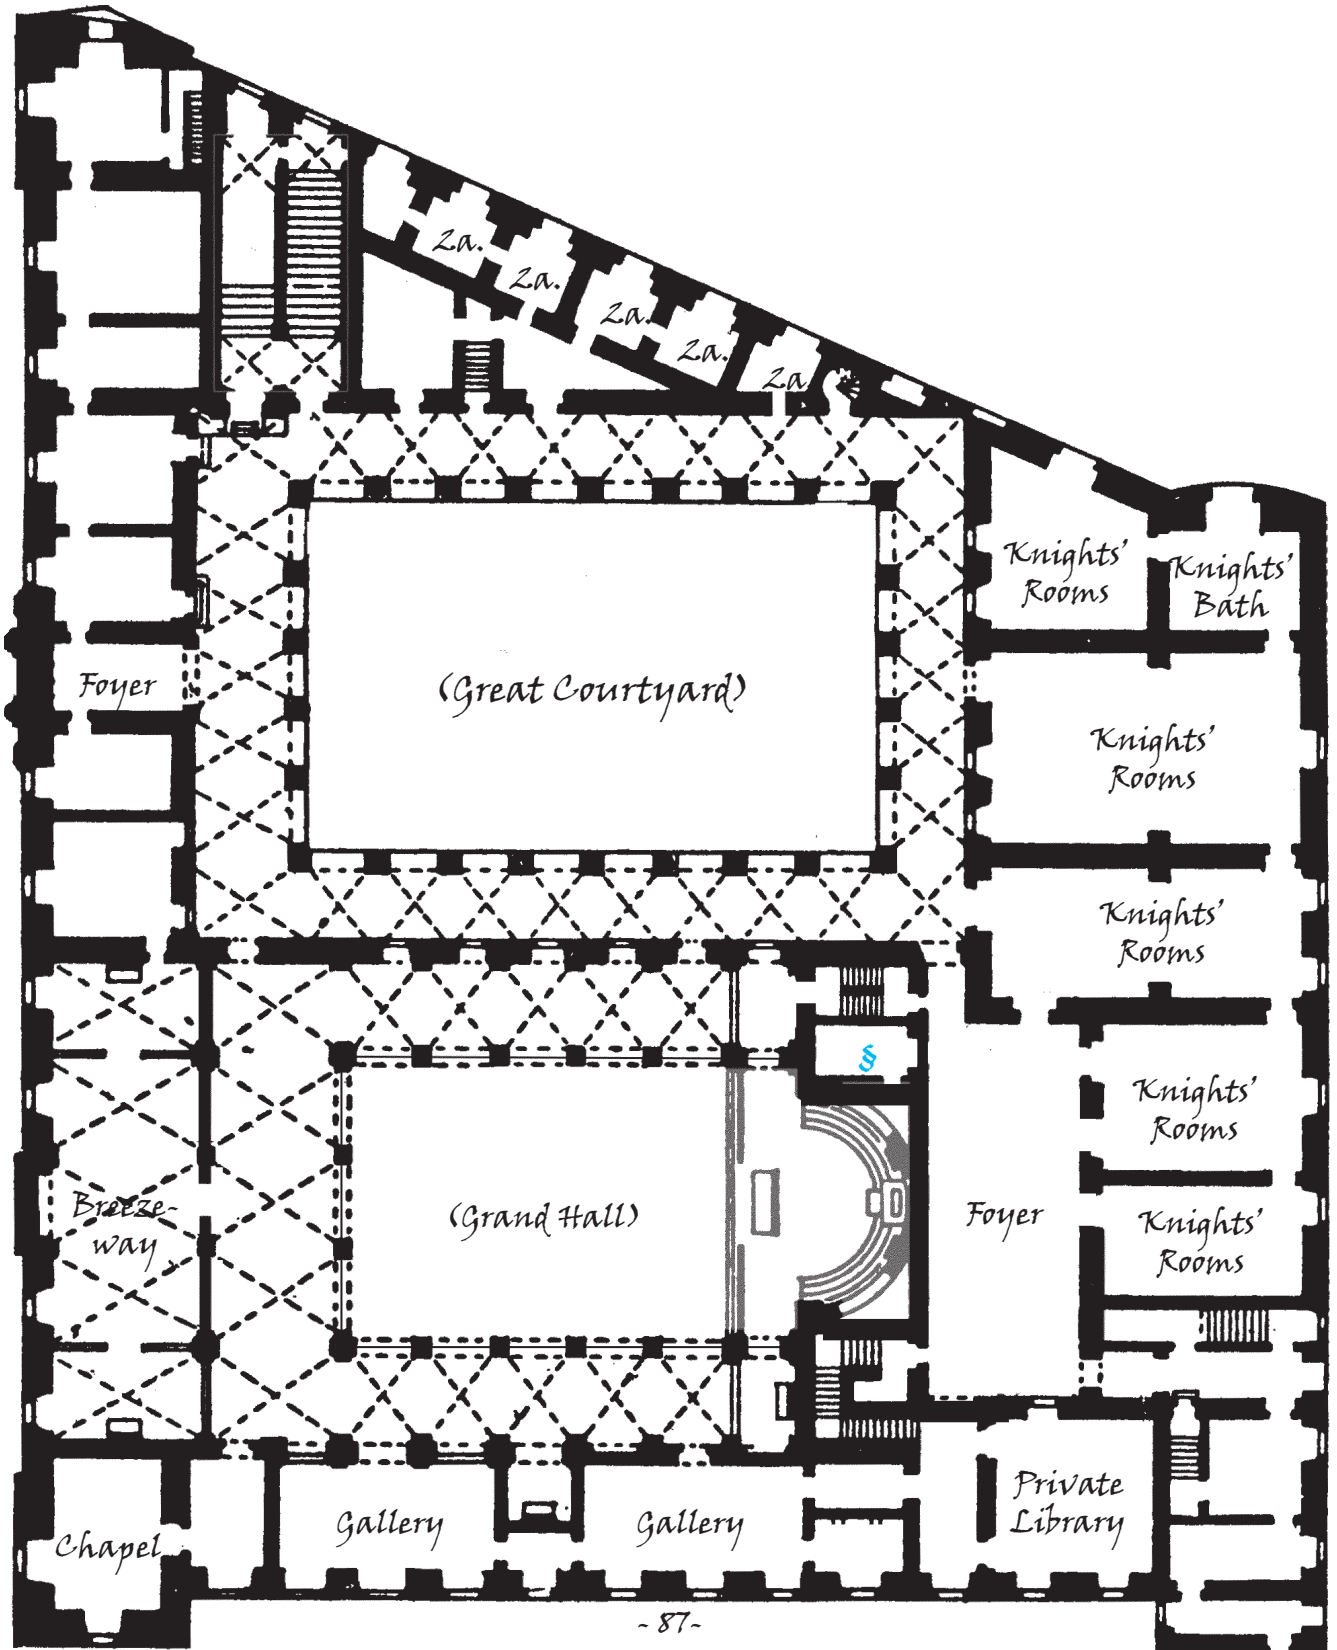 2a.
2a.
2a.
2a.
2a
Knights'
Rooms
Knights'
Bath
Foyer
(Great Courtyard)
Knights'
Rooms
Knights'
Rooms
§
Knights'
Rooms
Breeze-
way
(Grand Hall)
Foyer
Knights'
Rooms
Chapel
Gallery
Gallery
Private
Library
- 87-